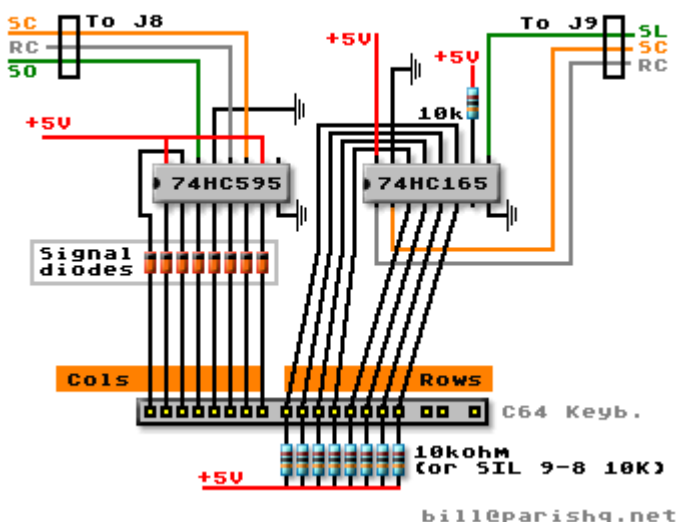 SC
To J8
To J9
RC
SL
SC
SO
RC
+5V
+5V
+5V
10k
74HC595
74HC165
Signal
diodes
Cols
Rows
C64 Keyb.
10kohm
(or SIL 9-8 10K)
+5V
bill@parishq.net